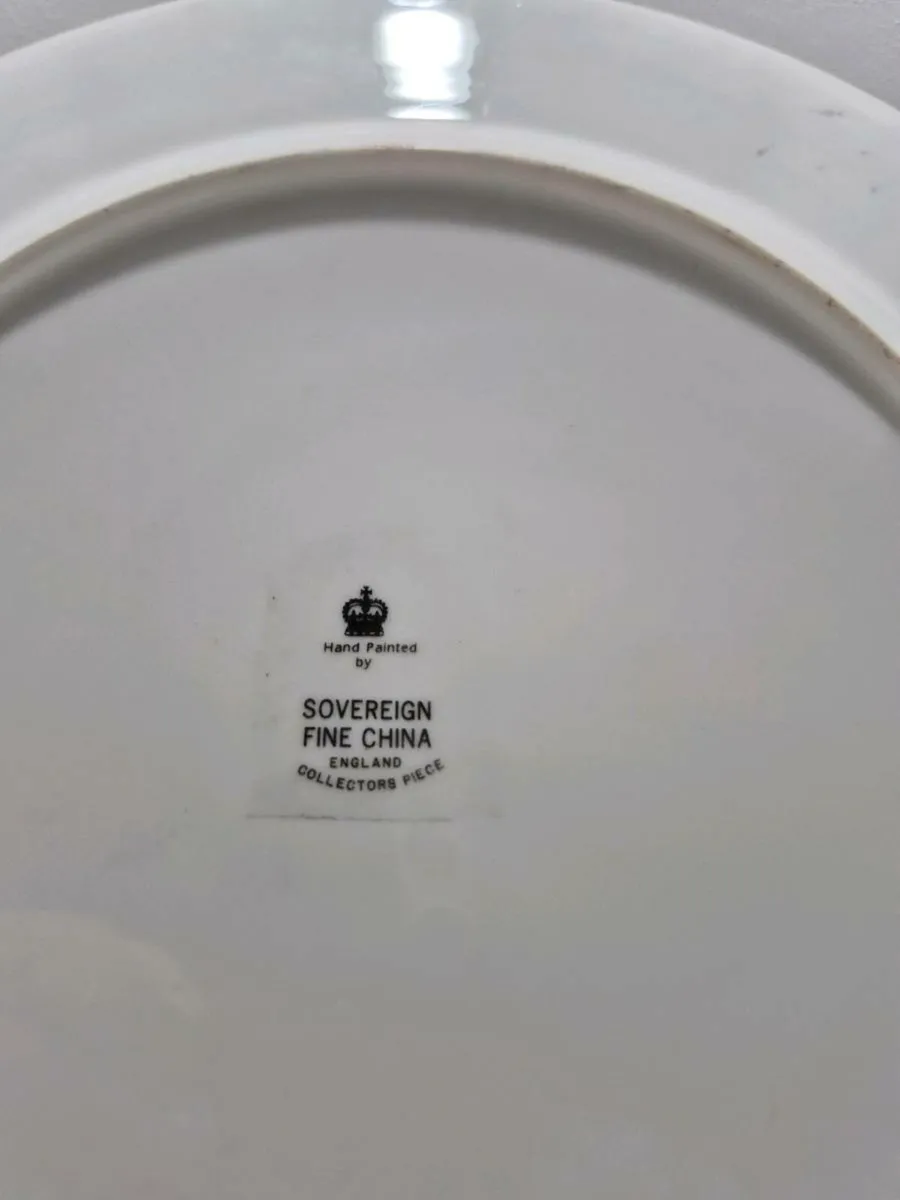 Hand Painted
by
SOVEREIGN
FINE CHINA
ENGLAND
COLLECTORS PIECE